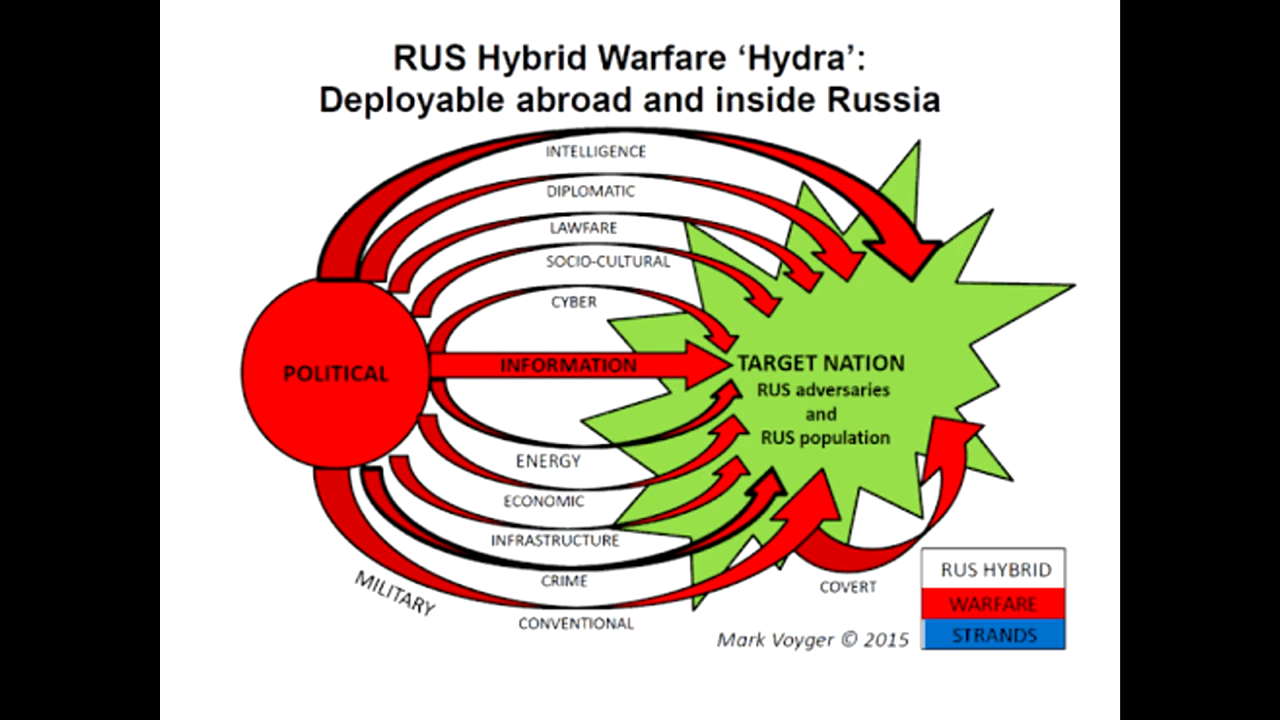 RUS Hybrid Warfare ‘Hydra’:
Deployable abroad and inside Russia
INTELLIGENCE
DIPLOMATIC
LAWFARE
SOCIO-CULTURAL
CYBER
POLITICAL
INFORMATION
TARGET NATION
RUS adversaries
and
RUS population
ENERGY
ECONOMIC
INFRASTRUCTURE
CRIME
MILITARY
CONVENTIONAL
COVERT
RUS HYBRID
WARFARE
STRANDS
Mark Voyger © 2015